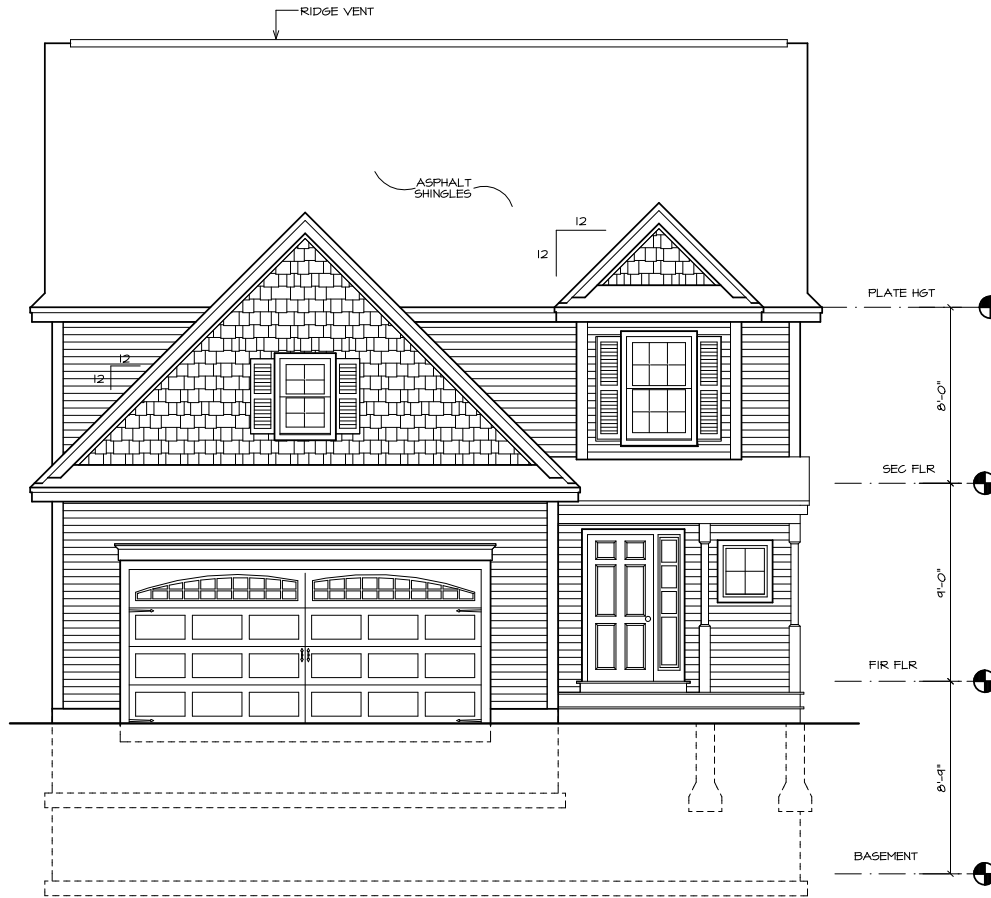 RIDGE VENT
ASPHALT
SHINGLES
12
12
PLATE HGT
12
12
8'-0"
SEC FLR
9'-0"
FIR FLR
8'-9"
BASEMENT